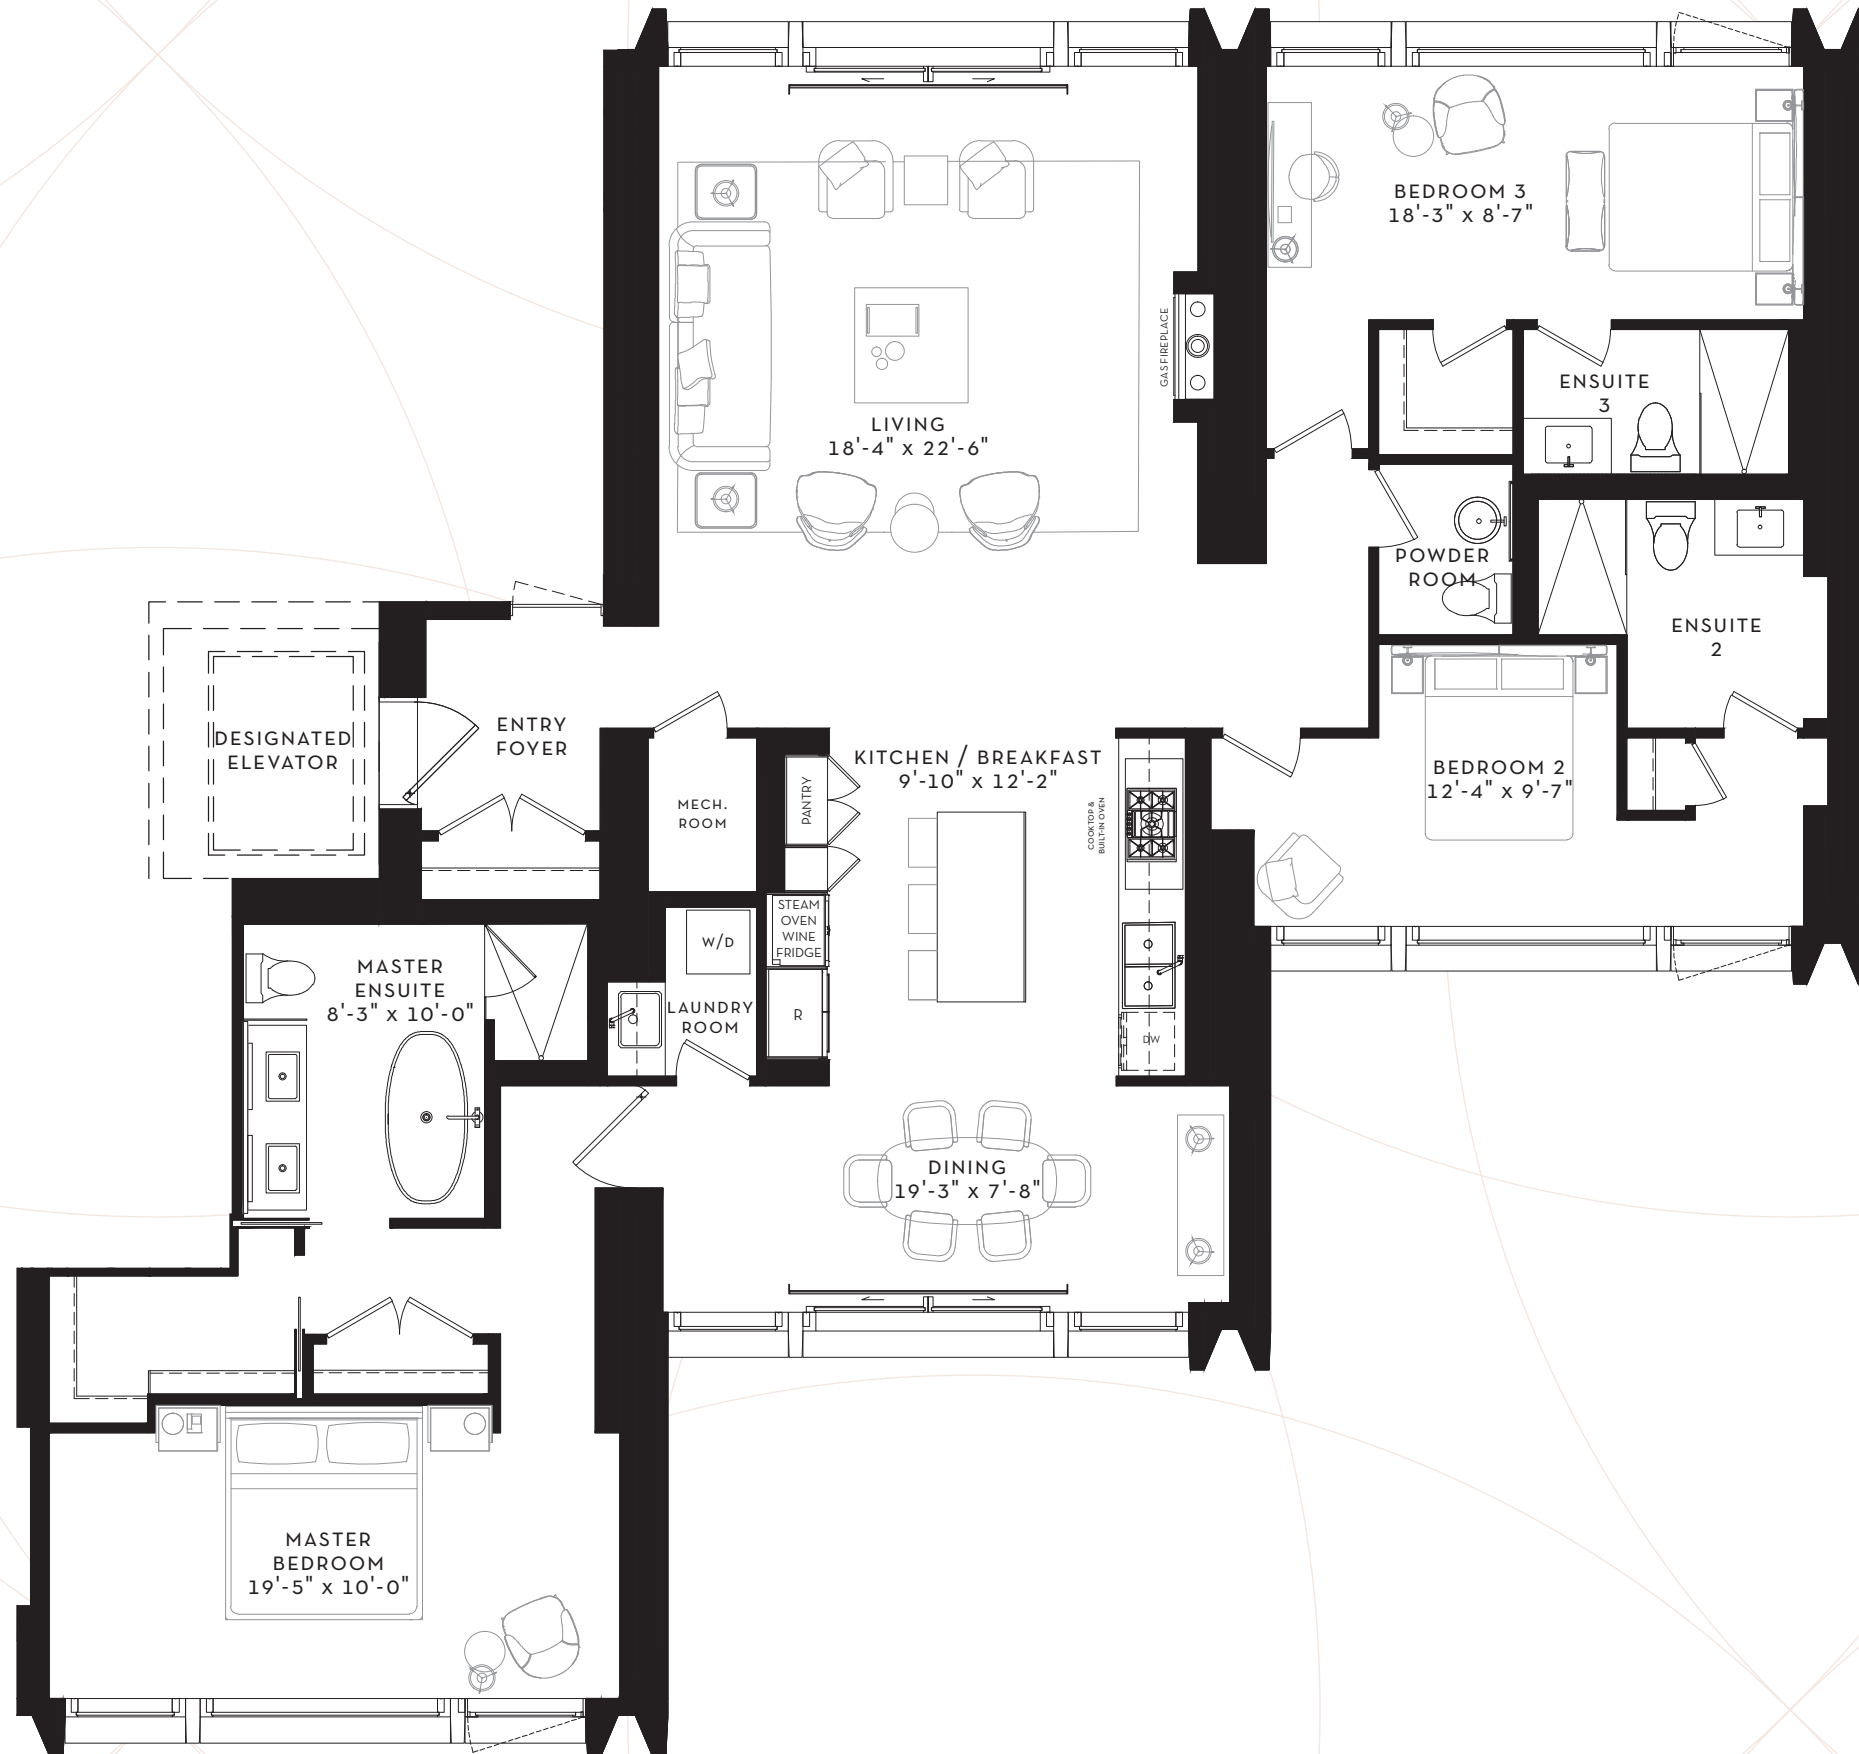 BEDROOM 3
18'-3" x 8'-7"
GAS FIREPLACE
ENSUITE
3
LIVING
18'-4" x 22'-6"
POWDER
ROOM
ENSUITE
2
DESIGNATED
ELEVATOR
ENTRY
FOYER
KITCHEN / BREAKFAST
9'-10" x 12'-2"
BEDROOM 2
12'-4" x 9'-7"
MECH.
ROOM
PANTRY
COOKTOP &
BUILT-IN OVEN
STEAM
OVEN
WINE
FRIDGE
W/D
MASTER
ENSUITE
8'-3" x 10'-0"
LAUNDRY
ROOM
R
DW
DINING
19'-3" x 7'-8"
MASTER
BEDROOM
19'-5" x 10'-0"